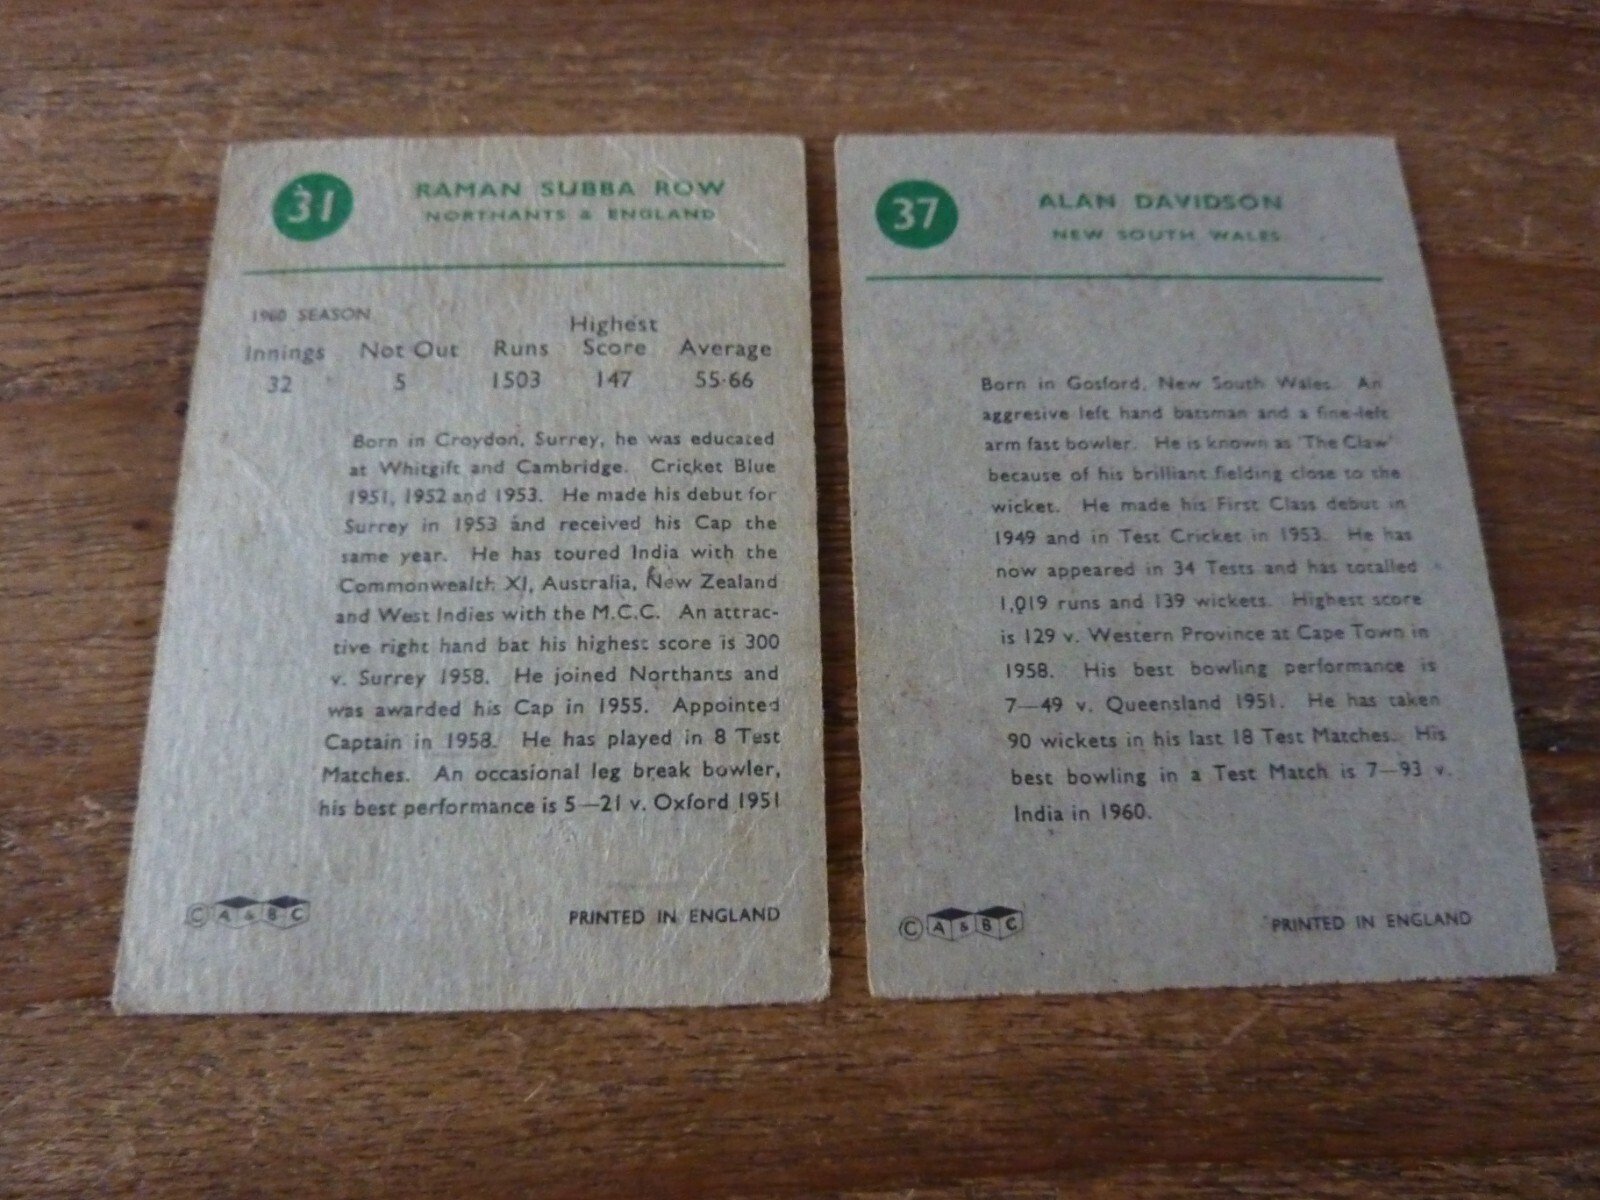 31
RAMAN SUBBA ROW
NORTHANTS & ENGLAND
1960 SEASON
Innings Not Out Runs Highest Score Average
32 5 1503 147 55·66
Born in Croydon, Surrey, he was educated
at Whitgift and Cambridge. Cricket Blue
1951, 1952 and 1953. He made his debut for
Surrey in 1953 and received his Cap the
same year. He has toured India with the
Commonwealth XI, Australia, New Zealand
and West Indies with the M.C.C. An attrac-
tive right hand bat his highest score is 300
v. Surrey 1958. He joined Northants and
was awarded his Cap in 1955. Appointed
Captain in 1958. He has played in 8 Test
Matches. An occasional leg break bowler,
his best performance is 5—21 v. Oxford 1951
© A & B C PRINTED IN ENGLAND
37
ALAN DAVIDSON
NEW SOUTH WALES
Born in Gosford, New South Wales. An
aggresive left hand batsman and a fine left
arm fast bowler. He is known as 'The Claw'
because of his brilliant fielding close to the
wicket. He made his First Class debut in
1949 and in Test Cricket in 1953. He has
now appeared in 34 Tests and has totalled
1,019 runs and 139 wickets. Highest score
is 129 v. Western Province at Cape Town in
1958. His best bowling performance is
7—49 v. Queensland 1951. He has taken
90 wickets in his last 18 Test Matches. His
best bowling in a Test Match is 7—93 v.
India in 1960.
© A & B C PRINTED IN ENGLAND